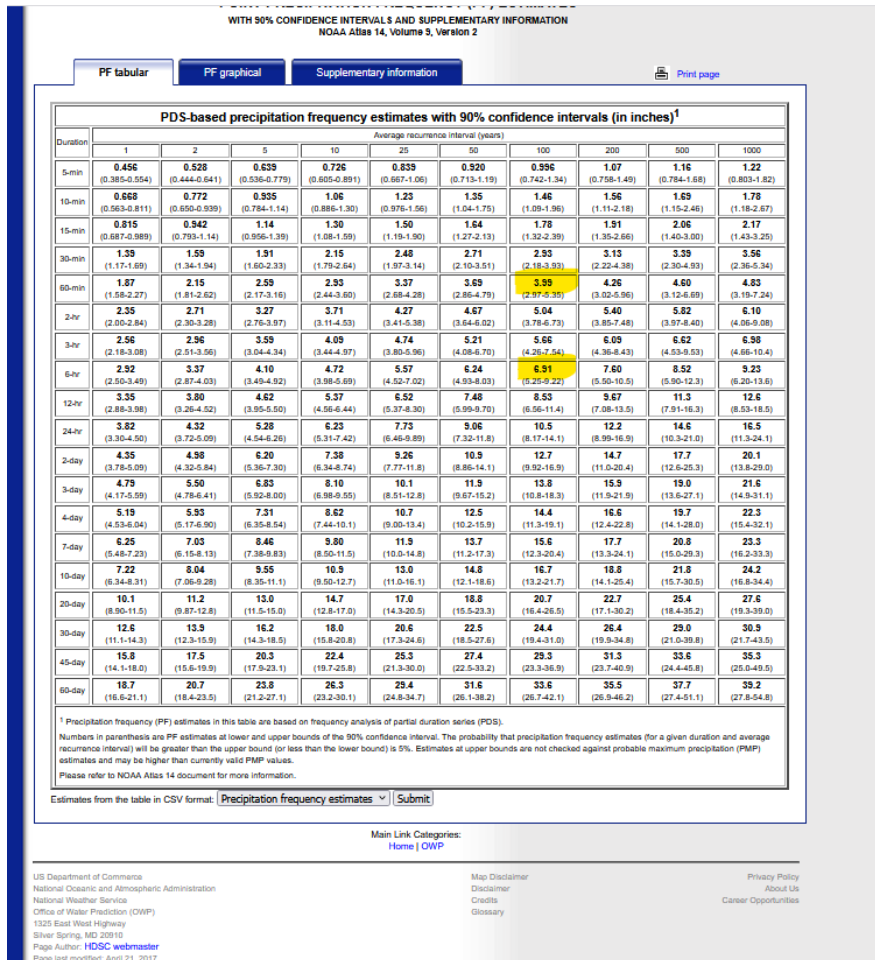 WITH 90% CONFIDENCE INTERVALS AND SUPPLEMENTARY INFORMATION
NOAA Atlas 14, Volume 9, Version 2
PF tabular PF graphical Supplementary information Print page
PDS-based precipitation frequency estimates with 90% confidence intervals (in inches)1
Duration Average recurrence interval (years)
1 2 5 10 25 50 100 200 500 1000
5-min 0.456 0.528 0.639 0.726 0.839 0.920 0.996 1.07 1.16 1.22
(0.385-0.554) (0.444-0.641) (0.536-0.779) (0.605-0.891) (0.667-1.06) (0.713-1.19) (0.742-1.34) (0.758-1.49) (0.784-1.68) (0.803-1.82)
10-min 0.668 0.772 0.935 1.06 1.23 1.35 1.46 1.56 1.69 1.78
(0.563-0.811) (0.650-0.939) (0.784-1.14) (0.886-1.30) (0.976-1.56) (1.04-1.75) (1.09-1.96) (1.11-2.18) (1.15-2.46) (1.18-2.67)
15-min 0.815 0.942 1.14 1.30 1.50 1.64 1.78 1.91 2.06 2.17
(0.687-0.989) (0.793-1.14) (0.956-1.39) (1.08-1.59) (1.19-1.90) (1.27-2.13) (1.32-2.39) (1.35-2.66) (1.40-3.00) (1.43-3.25)
30-min 1.39 1.59 1.91 2.15 2.48 2.71 2.93 3.13 3.39 3.56
(1.17-1.69) (1.34-1.94) (1.60-2.33) (1.79-2.64) (1.97-3.14) (2.10-3.51) (2.18-3.93) (2.22-4.38) (2.30-4.93) (2.36-5.34)
60-min 1.87 2.15 2.59 2.93 3.37 3.69 3.99 4.26 4.60 4.83
(1.58-2.27) (1.81-2.62) (2.17-3.16) (2.44-3.60) (2.68-4.28) (2.86-4.79) (2.97-5.35) (3.02-5.96) (3.12-6.69) (3.19-7.24)
2-hr 2.35 2.71 3.27 3.71 4.27 4.67 5.04 5.40 5.82 6.10
(2.00-2.84) (2.30-3.28) (2.76-3.97) (3.11-4.53) (3.41-5.38) (3.64-6.02) (3.78-6.73) (3.85-7.48) (3.97-8.40) (4.06-9.08)
3-hr 2.56 2.96 3.59 4.09 4.74 5.21 5.66 6.09 6.62 6.98
(2.18-3.08) (2.51-3.56) (3.04-4.34) (3.44-4.97) (3.80-5.96) (4.08-6.70) (4.26-7.54) (4.36-8.43) (4.53-9.53) (4.66-10.4)
6-hr 2.92 3.37 4.10 4.72 5.57 6.24 6.91 7.60 8.52 9.23
(2.50-3.49) (2.87-4.03) (3.49-4.92) (3.98-5.69) (4.52-7.02) (4.93-8.03) (5.25-9.22) (5.50-10.5) (5.90-12.3) (6.20-13.6)
12-hr 3.35 3.80 4.62 5.37 6.52 7.48 8.53 9.67 11.3 12.6
(2.88-3.98) (3.26-4.52) (3.95-5.50) (4.56-6.44) (5.37-8.30) (5.99-9.70) (6.56-11.4) (7.08-13.5) (7.91-16.3) (8.53-18.5)
24-hr 3.82 4.32 5.28 6.23 7.73 9.06 10.5 12.2 14.6 16.5
(3.30-4.50) (3.72-5.09) (4.54-6.26) (5.31-7.42) (6.46-9.89) (7.32-11.8) (8.17-14.1) (8.99-16.9) (10.3-21.0) (11.3-24.1)
2-day 4.35 4.98 6.20 7.38 9.26 10.9 12.7 14.7 17.7 20.1
(3.78-5.09) (4.32-5.84) (5.36-7.30) (6.34-8.74) (7.77-11.8) (8.86-14.1) (9.92-16.9) (11.0-20.4) (12.6-25.3) (13.8-29.0)
3-day 4.79 5.50 6.83 8.10 10.1 11.9 13.8 15.9 19.0 21.6
(4.17-5.59) (4.78-6.41) (5.92-8.00) (6.98-9.55) (8.51-12.8) (9.67-15.2) (10.8-18.3) (11.9-21.9) (13.6-27.1) (14.9-31.1)
4-day 5.19 5.93 7.31 8.62 10.7 12.5 14.4 16.6 19.7 22.3
(4.53-6.04) (5.17-6.90) (6.35-8.54) (7.44-10.1) (9.00-13.4) (10.2-15.9) (11.3-19.1) (12.4-22.8) (14.1-28.0) (15.4-32.1)
7-day 6.25 7.03 8.46 9.80 11.9 13.7 15.6 17.7 20.8 23.3
(5.48-7.23) (6.15-8.13) (7.38-9.83) (8.50-11.5) (10.0-14.8) (11.2-17.3) (12.3-20.4) (13.3-24.1) (15.0-29.3) (16.2-33.3)
10-day 7.22 8.04 9.55 10.9 13.0 14.8 16.7 18.8 21.8 24.2
(6.34-8.31) (7.06-9.28) (8.35-11.1) (9.50-12.7) (11.0-16.1) (12.1-18.6) (13.2-21.7) (14.1-25.4) (15.7-30.5) (16.8-34.4)
20-day 10.1 11.2 13.0 14.7 17.0 18.8 20.7 22.7 25.4 27.6
(8.90-11.5) (9.87-12.8) (11.5-15.0) (12.8-17.0) (14.3-20.5) (15.5-23.3) (16.4-26.5) (17.1-30.2) (18.4-35.2) (19.3-39.0)
30-day 12.6 13.9 16.2 18.0 20.6 22.5 24.4 26.4 29.0 30.9
(11.1-14.3) (12.3-15.9) (14.3-18.5) (15.8-20.8) (17.3-24.6) (18.5-27.6) (19.4-31.0) (19.9-34.8) (21.0-39.8) (21.7-43.5)
45-day 15.8 17.5 20.3 22.4 25.3 27.4 29.3 31.3 33.6 35.3
(14.1-18.0) (15.6-19.9) (17.9-23.1) (19.7-25.8) (21.3-30.0) (22.5-33.2) (23.3-36.9) (23.7-40.9) (24.4-45.8) (25.0-49.5)
60-day 18.7 20.7 23.8 26.3 29.4 31.6 33.6 35.5 37.7 39.2
(16.6-21.1) (18.4-23.5) (21.2-27.1) (23.2-30.1) (24.8-34.7) (26.1-38.2) (26.7-42.1) (26.9-46.2) (27.4-51.1) (27.8-54.8)
1 Precipitation frequency (PF) estimates in this table are based on frequency analysis of partial duration series (PDS).
Numbers in parenthesis are PF estimates at lower and upper bounds of the 90% confidence interval. The probability that precipitation frequency estimates (for a given duration and average
recurrence interval) will be greater than the upper bound (or less than the lower bound) is 5%. Estimates at upper bounds are not checked against probable maximum precipitation (PMP)
estimates and may be higher than currently valid PMP values.
Please refer to NOAA Atlas 14 document for more information.
Estimates from the table in CSV format: Precipitation frequency estimates Submit
Main Link Categories:
Home | OWP
US Department of Commerce Map Disclaimer Privacy Policy
National Oceanic and Atmospheric Administration Disclaimer About Us
National Weather Service Credits Career Opportunities
Office of Water Prediction (OWP) Glossary
1325 East West Highway
Silver Spring, MD 20910
Page Author: HDSC webmaster
Page last modified: April 21, 2017